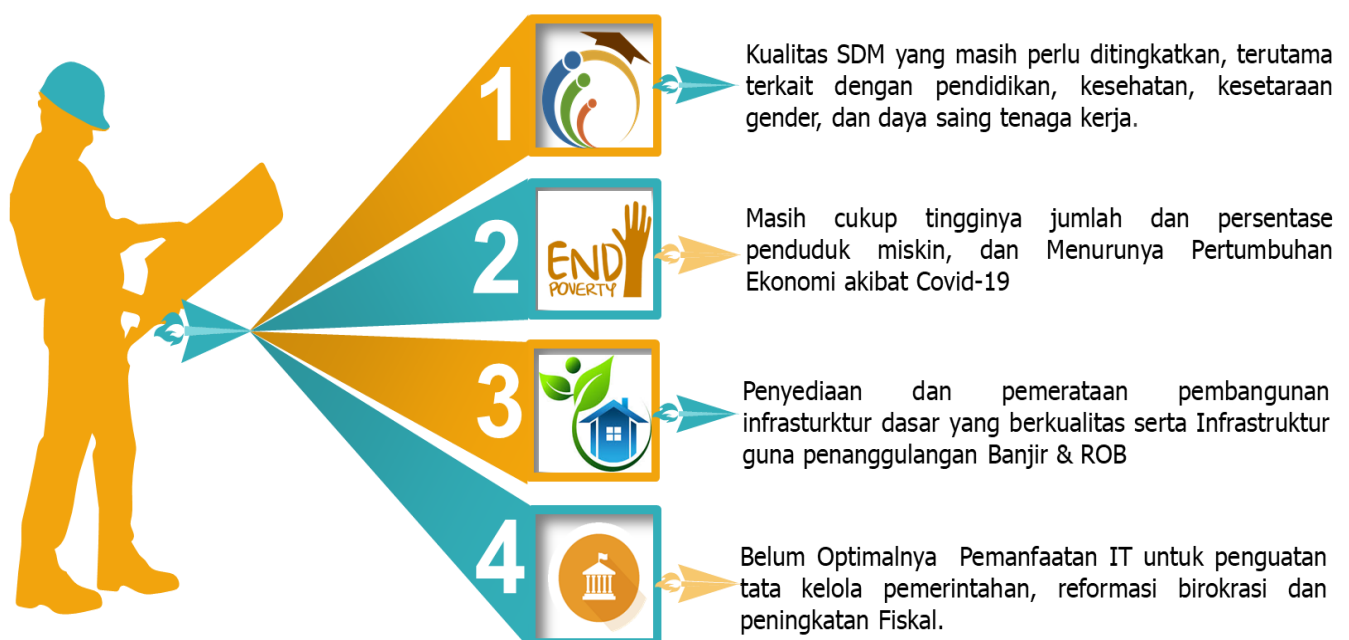 1
Kualitas SDM yang masih perlu ditingkatkan, terutama
terkait dengan pendidikan, kesehatan, kesetaraan
gender, dan daya saing tenaga kerja.
2
END
POVERTY
Masih cukup tingginya jumlah dan persentase
penduduk miskin, dan Menurunya Pertumbuhan
Ekonomi akibat Covid-19
3
Penyediaan dan pemerataan pembangunan
infrasturktur dasar yang berkualitas serta Infrastruktur
guna penanggulangan Banjir & ROB
4
Belum Optimalnya Pemanfaatan IT untuk penguatan
tata kelola pemerintahan, reformasi birokrasi dan
peningkatan Fiskal.